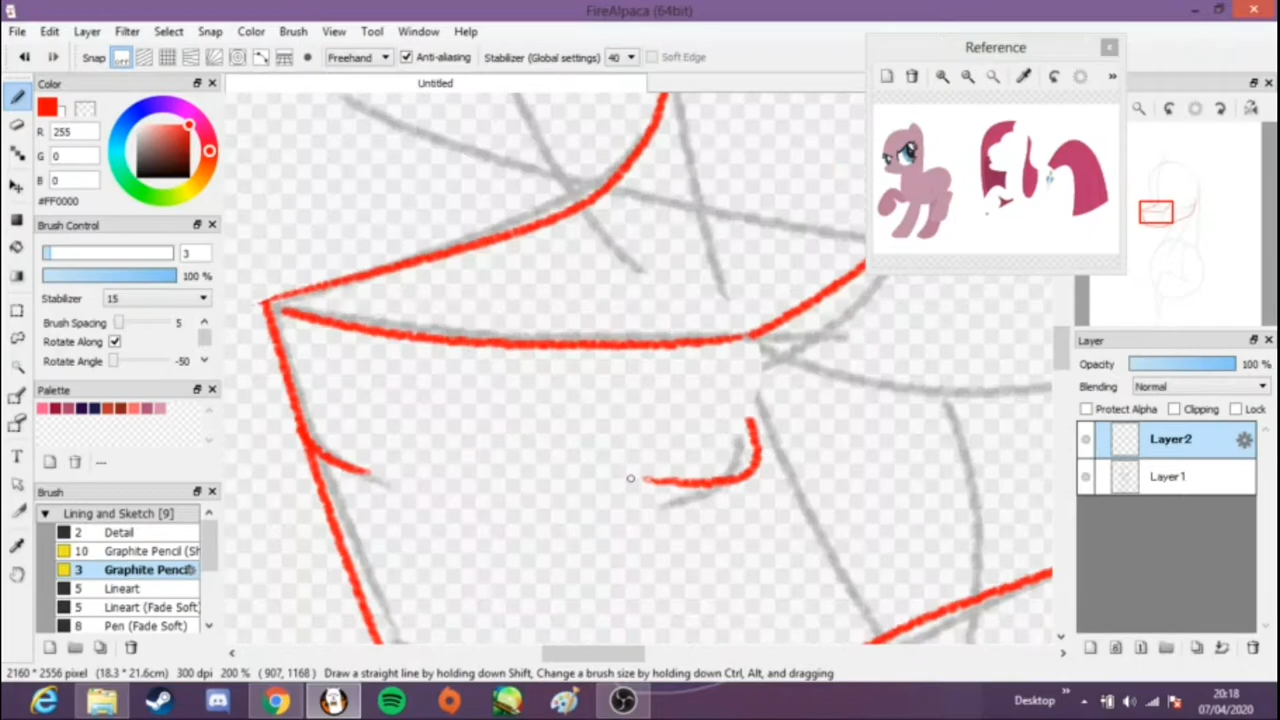 FireAlpaca (64bit)
File Edit Layer Filter Select Snap Color Brush View Tool Window Help
Snap OFF Freehand Anti-aliasing Stabilizer (Global settings) 40 Soft Edge
Reference
Color
Untitled
R 255
G 0
B 0
#FF0000
Brush Control
3
100 %
Stabilizer 15
Brush Spacing 5
Rotate Along
Rotate Angle -50
Palette
---
Brush
Lining and Sketch [9]
2 Detail
10 Graphite Pencil (Sh
3 Graphite Pencil
5 Lineart
5 Lineart (Fade Soft)
8 Pen (Fade Soft)
Layer
Opacity 100 %
Blending Normal
Protect Alpha Clipping Lock
Layer2
Layer1
2160 * 2556 pixel (18.3 * 21.6cm) 300 dpi 200 % ( 907, 1168 ) Draw a straight line by holding down Shift, Change a brush size by holding down Ctrl, Alt, and dragging
Desktop
20:18
07/04/2020